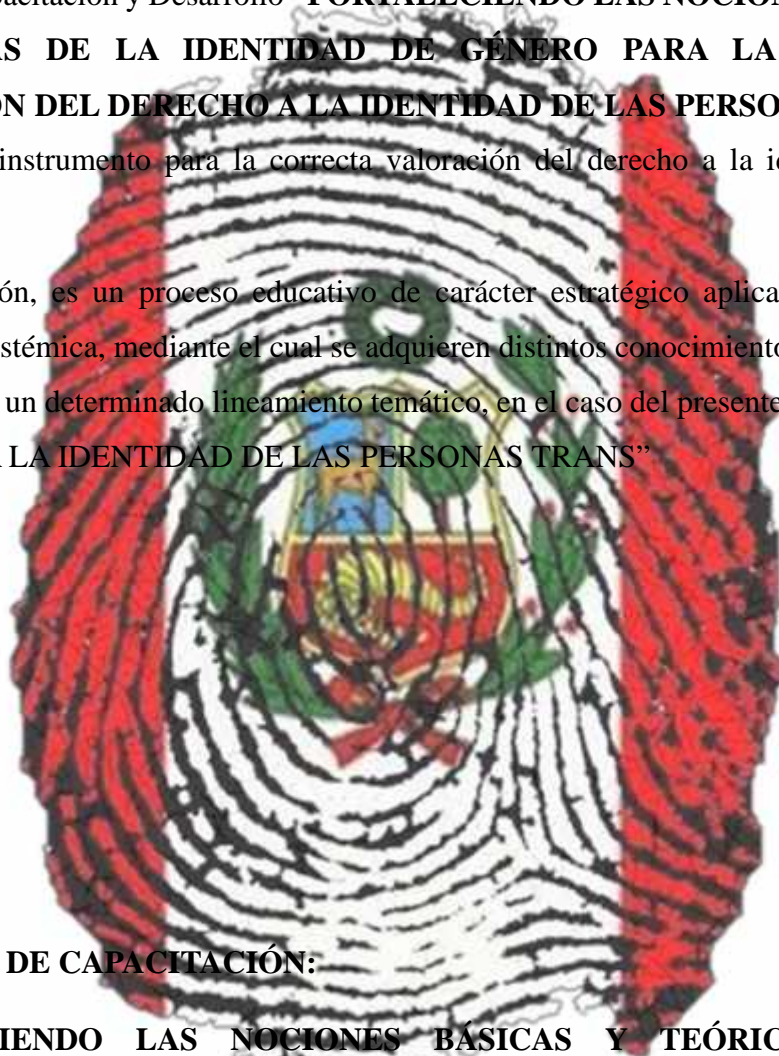 pacitación y Desarrollo “FORTALECIENDO LAS NOCION
AS DE LA IDENTIDAD DE GÉNERO PARA LA
ÓN DEL DERECHO A LA IDENTIDAD DE LAS PERSO
instrumento para la correcta valoración del derecho a la id
ón, es un proceso educativo de carácter estratégico aplica
stémica, mediante el cual se adquieren distintos conocimiento
un determinado lineamiento temático, en el caso del presente
A LA IDENTIDAD DE LAS PERSONAS TRANS”
DE CAPACITACIÓN:
IENDO LAS NOCIONES BÁSICAS Y TEÓRIC